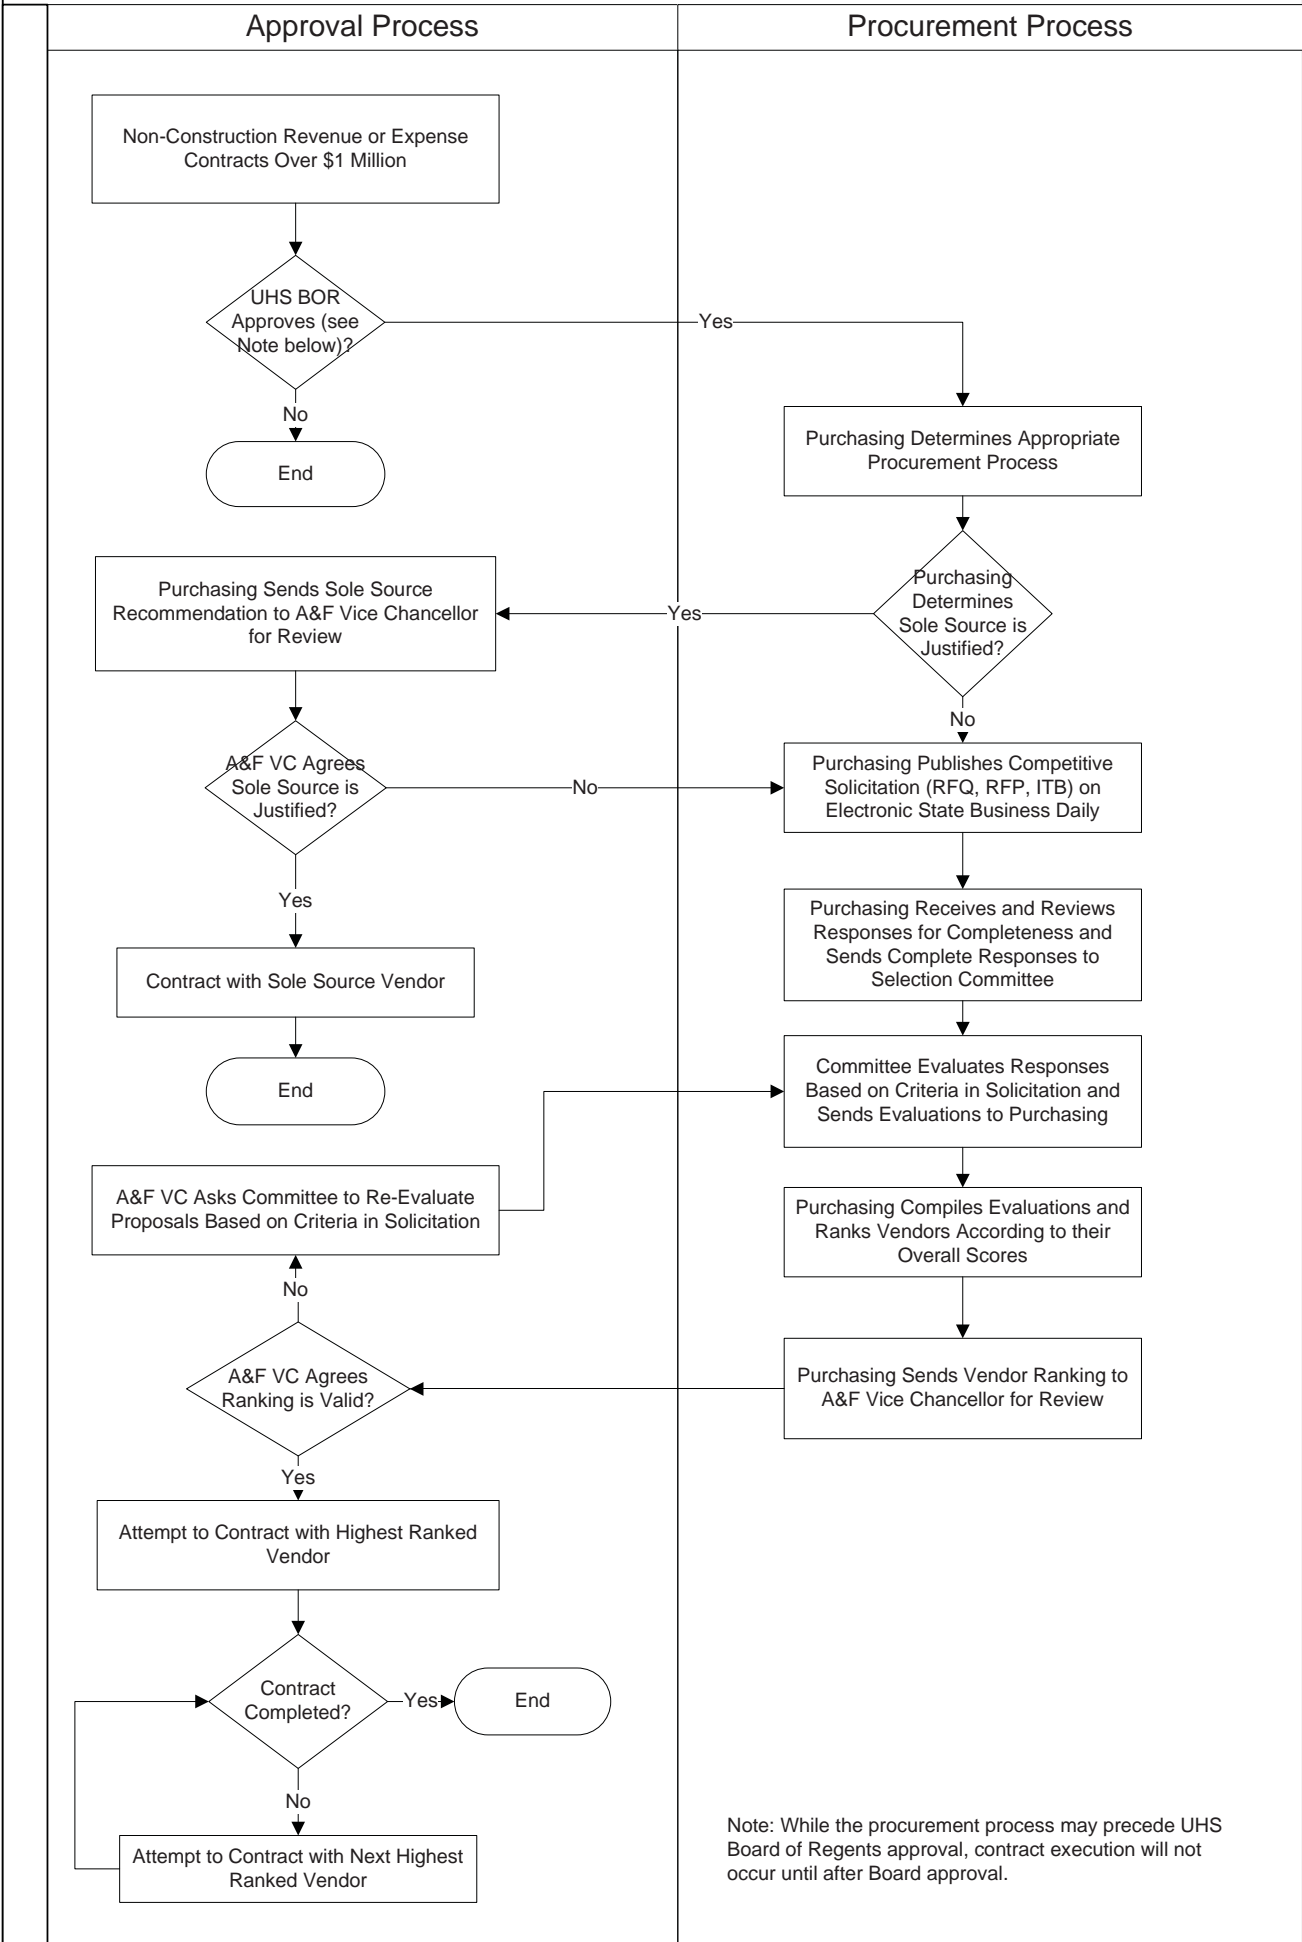 Approval Process
Procurement Process
Non-Construction Revenue or Expense
Contracts Over $1 Million
UHS BOR
Approves (see
Note below)?
Yes
No
End
Purchasing Determines Appropriate
Procurement Process
Purchasing
Determines
Sole Source is
Justified?
Yes
No
Purchasing Sends Sole Source
Recommendation to A&F Vice Chancellor
for Review
A&F VC Agrees
Sole Source is
Justified?
No
Yes
Purchasing Publishes Competitive
Solicitation (RFQ, RFP, ITB) on
Electronic State Business Daily
Contract with Sole Source Vendor
End
Purchasing Receives and Reviews
Responses for Completeness and
Sends Complete Responses to
Selection Committee
Committee Evaluates Responses
Based on Criteria in Solicitation and
Sends Evaluations to Purchasing
Purchasing Compiles Evaluations and
Ranks Vendors According to their
Overall Scores
Purchasing Sends Vendor Ranking to
A&F Vice Chancellor for Review
A&F VC Asks Committee to Re-Evaluate
Proposals Based on Criteria in Solicitation
No
A&F VC Agrees
Ranking is Valid?
Yes
Attempt to Contract with Highest Ranked
Vendor
Contract
Completed?
Yes
End
No
Attempt to Contract with Next Highest
Ranked Vendor
Note: While the procurement process may precede UHS
Board of Regents approval, contract execution will not
occur until after Board approval.